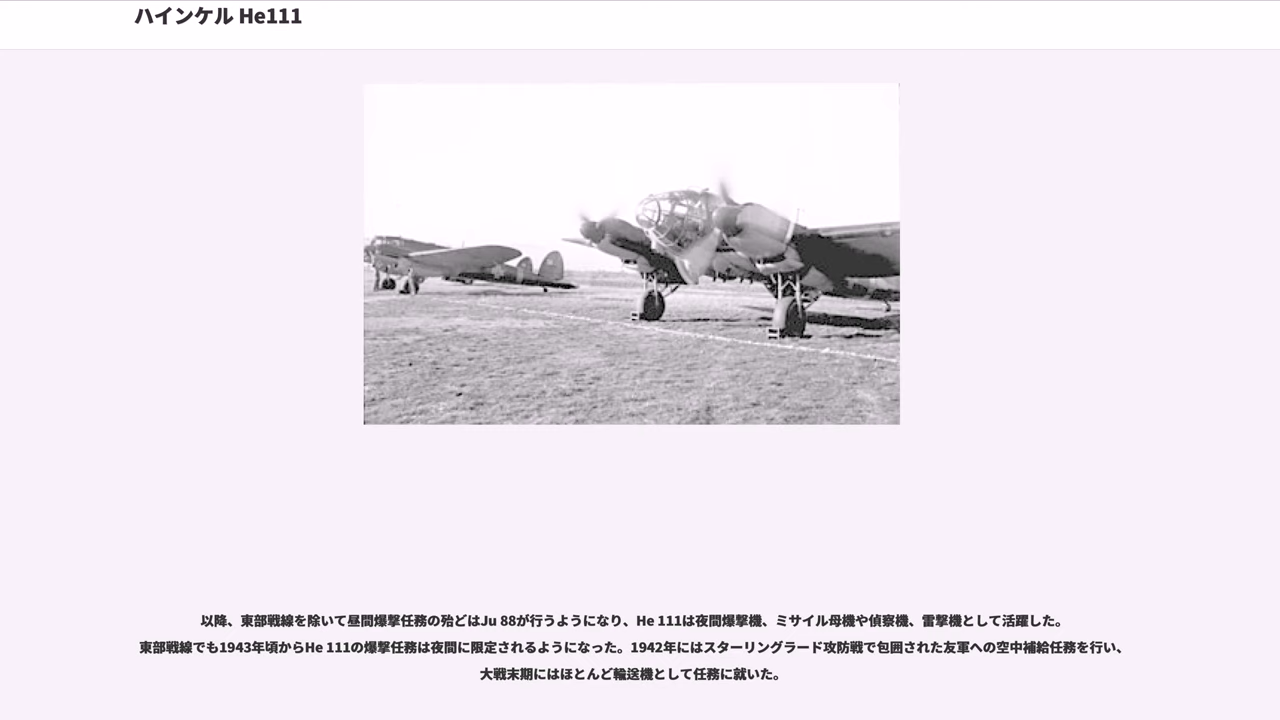 ハインケル He111
以降、東部戦線を除いて昼間爆撃任務の殆どはJu 88が行うようになり、He 111は夜間爆撃機、ミサイル母機や偵察機、雷撃機として活躍した。
東部戦線でも1943年頃からHe 111の爆撃任務は夜間に限定されるようになった。1942年にはスターリングラード攻防戦で包囲された友軍への空中補給任務を行い、
大戦末期にはほとんど輸送機として任務に就いた。